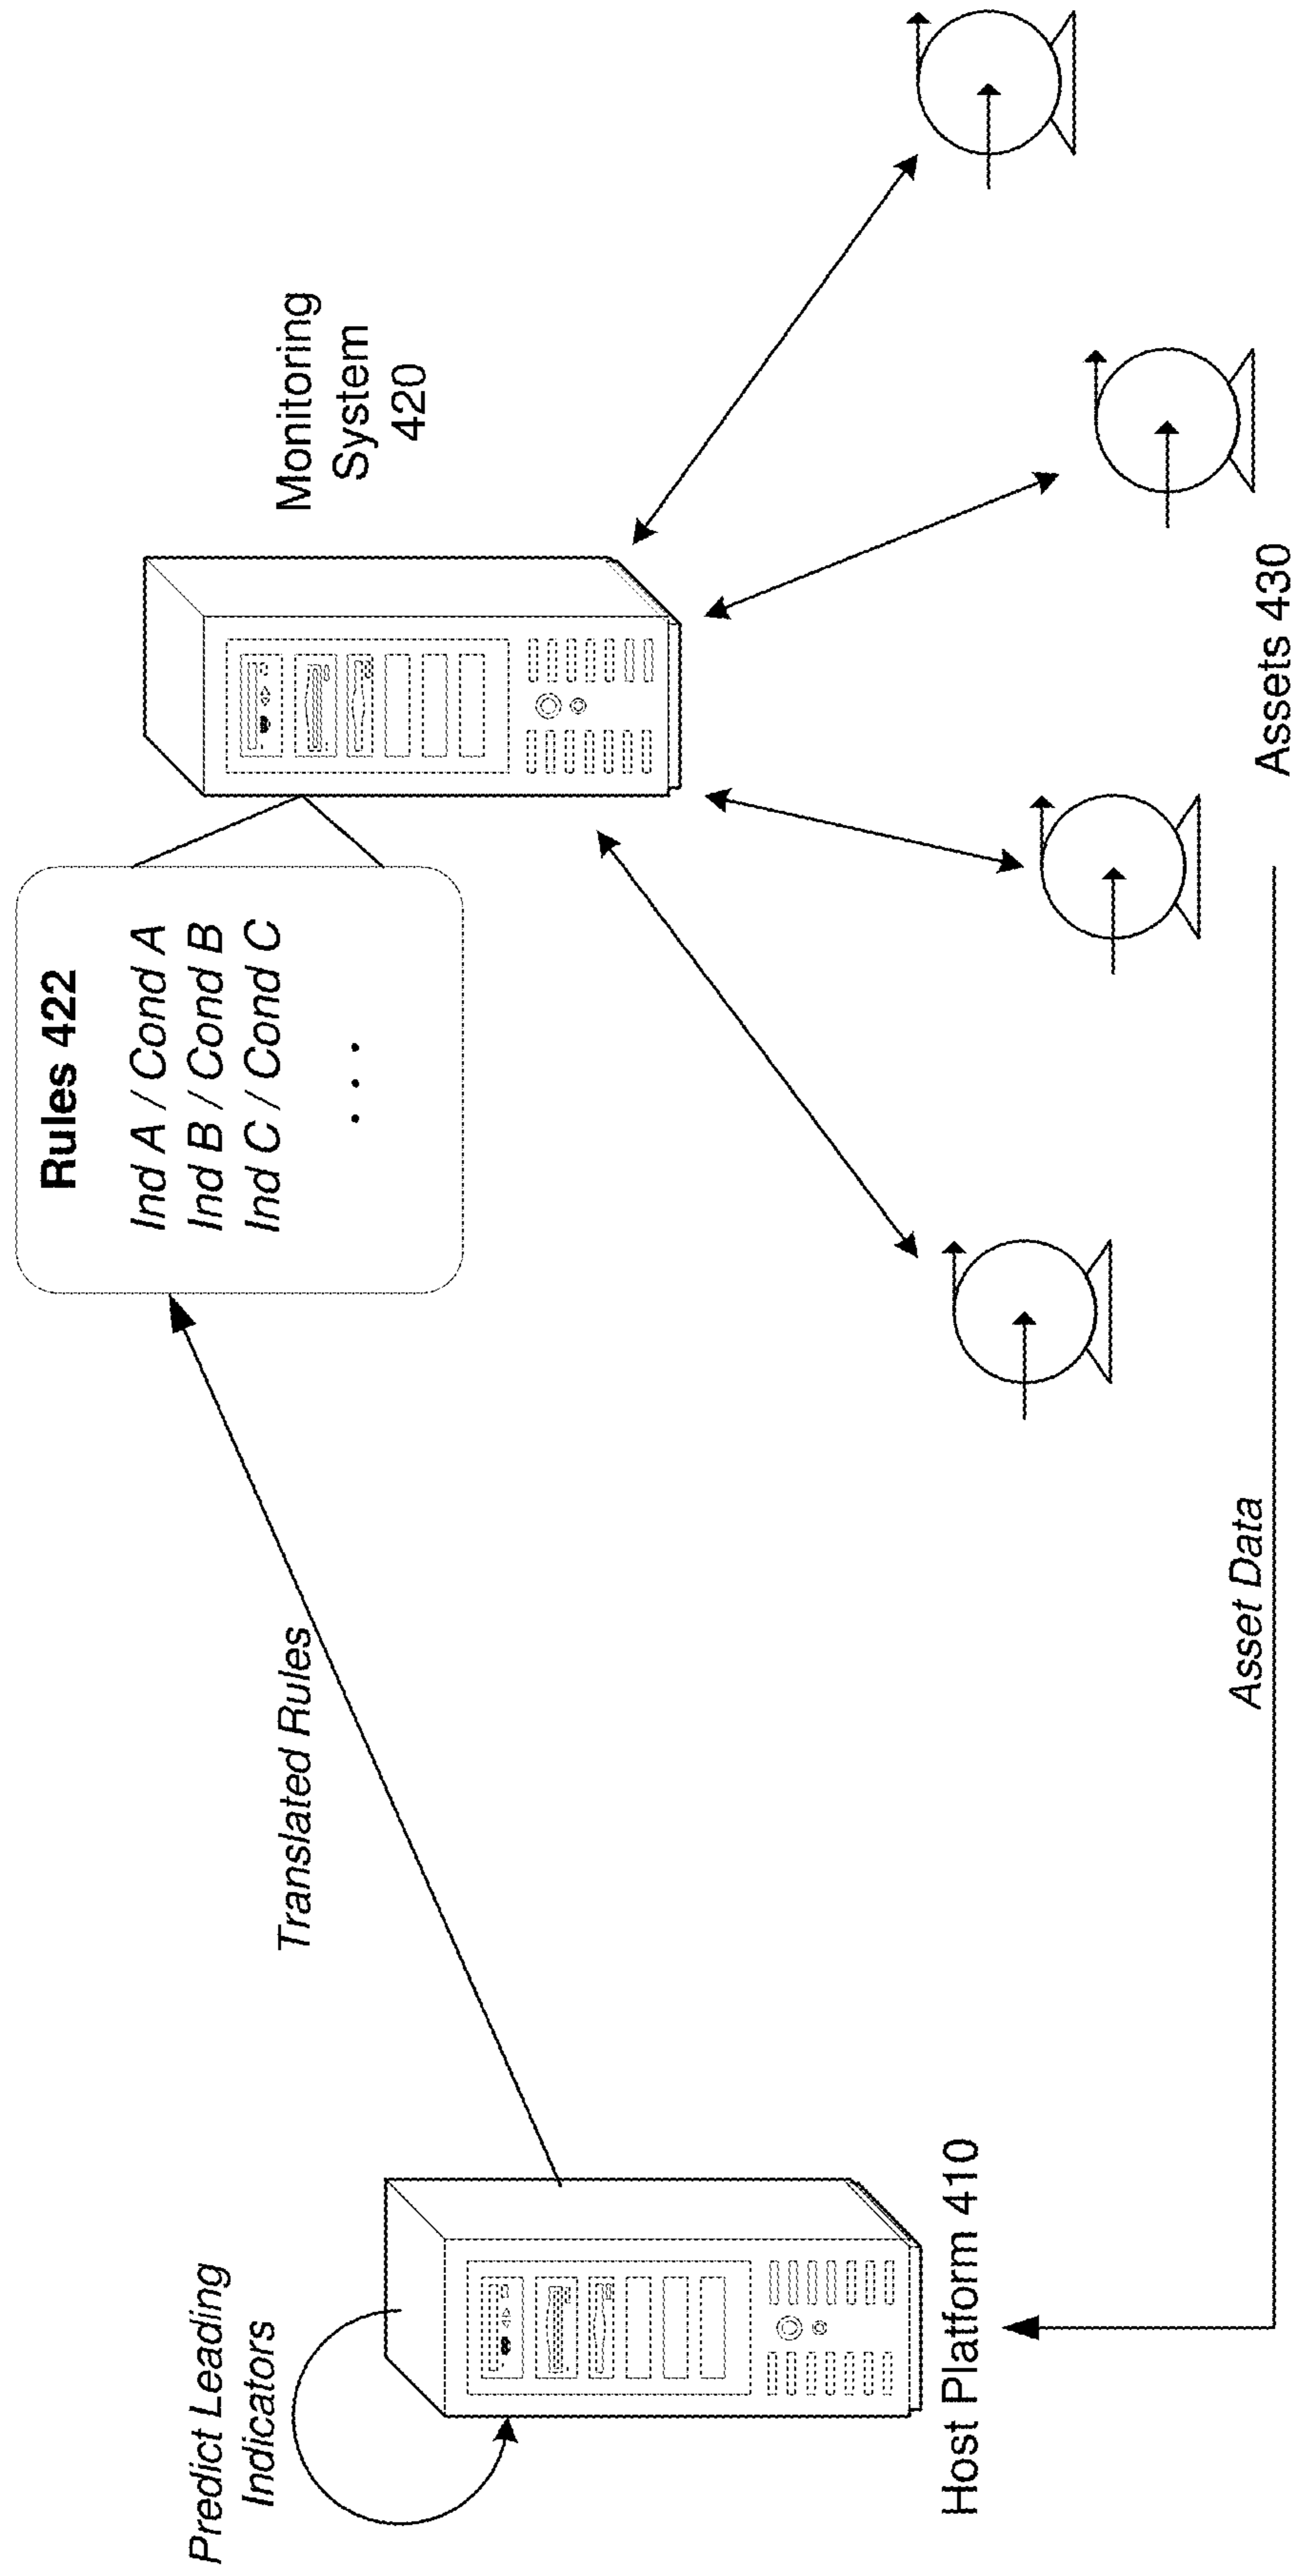 Predict Leading
Indicators
Host Platform 410
Translated Rules
Rules 422
Ind A / Cond A
Ind B / Cond B
Ind C / Cond C
. . .
Monitoring
System
420
Asset Data
Assets 430